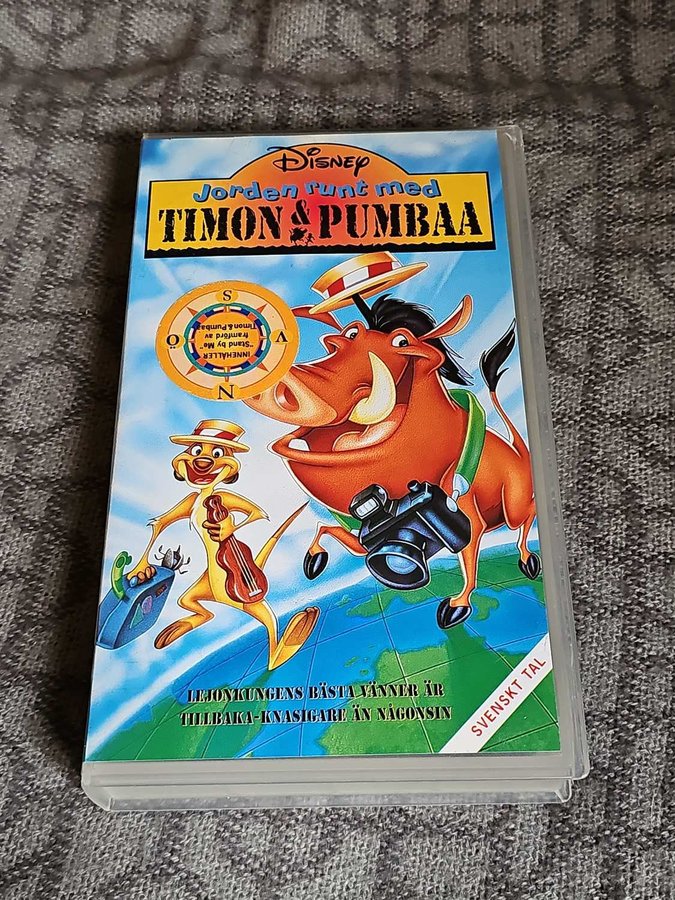 Disney
Jorden runt med
TIMON & PUMBAA
S
V
N
Ö
INNEHÅLLER
"Stand by Me"
framförd av
Timon & Pumbaa
LEJONKUNGENS BÄSTA VÄNNER ÄR
TILLBAKA-KNASIGARE ÄN NÅGONSIN
SVENSKT TAL